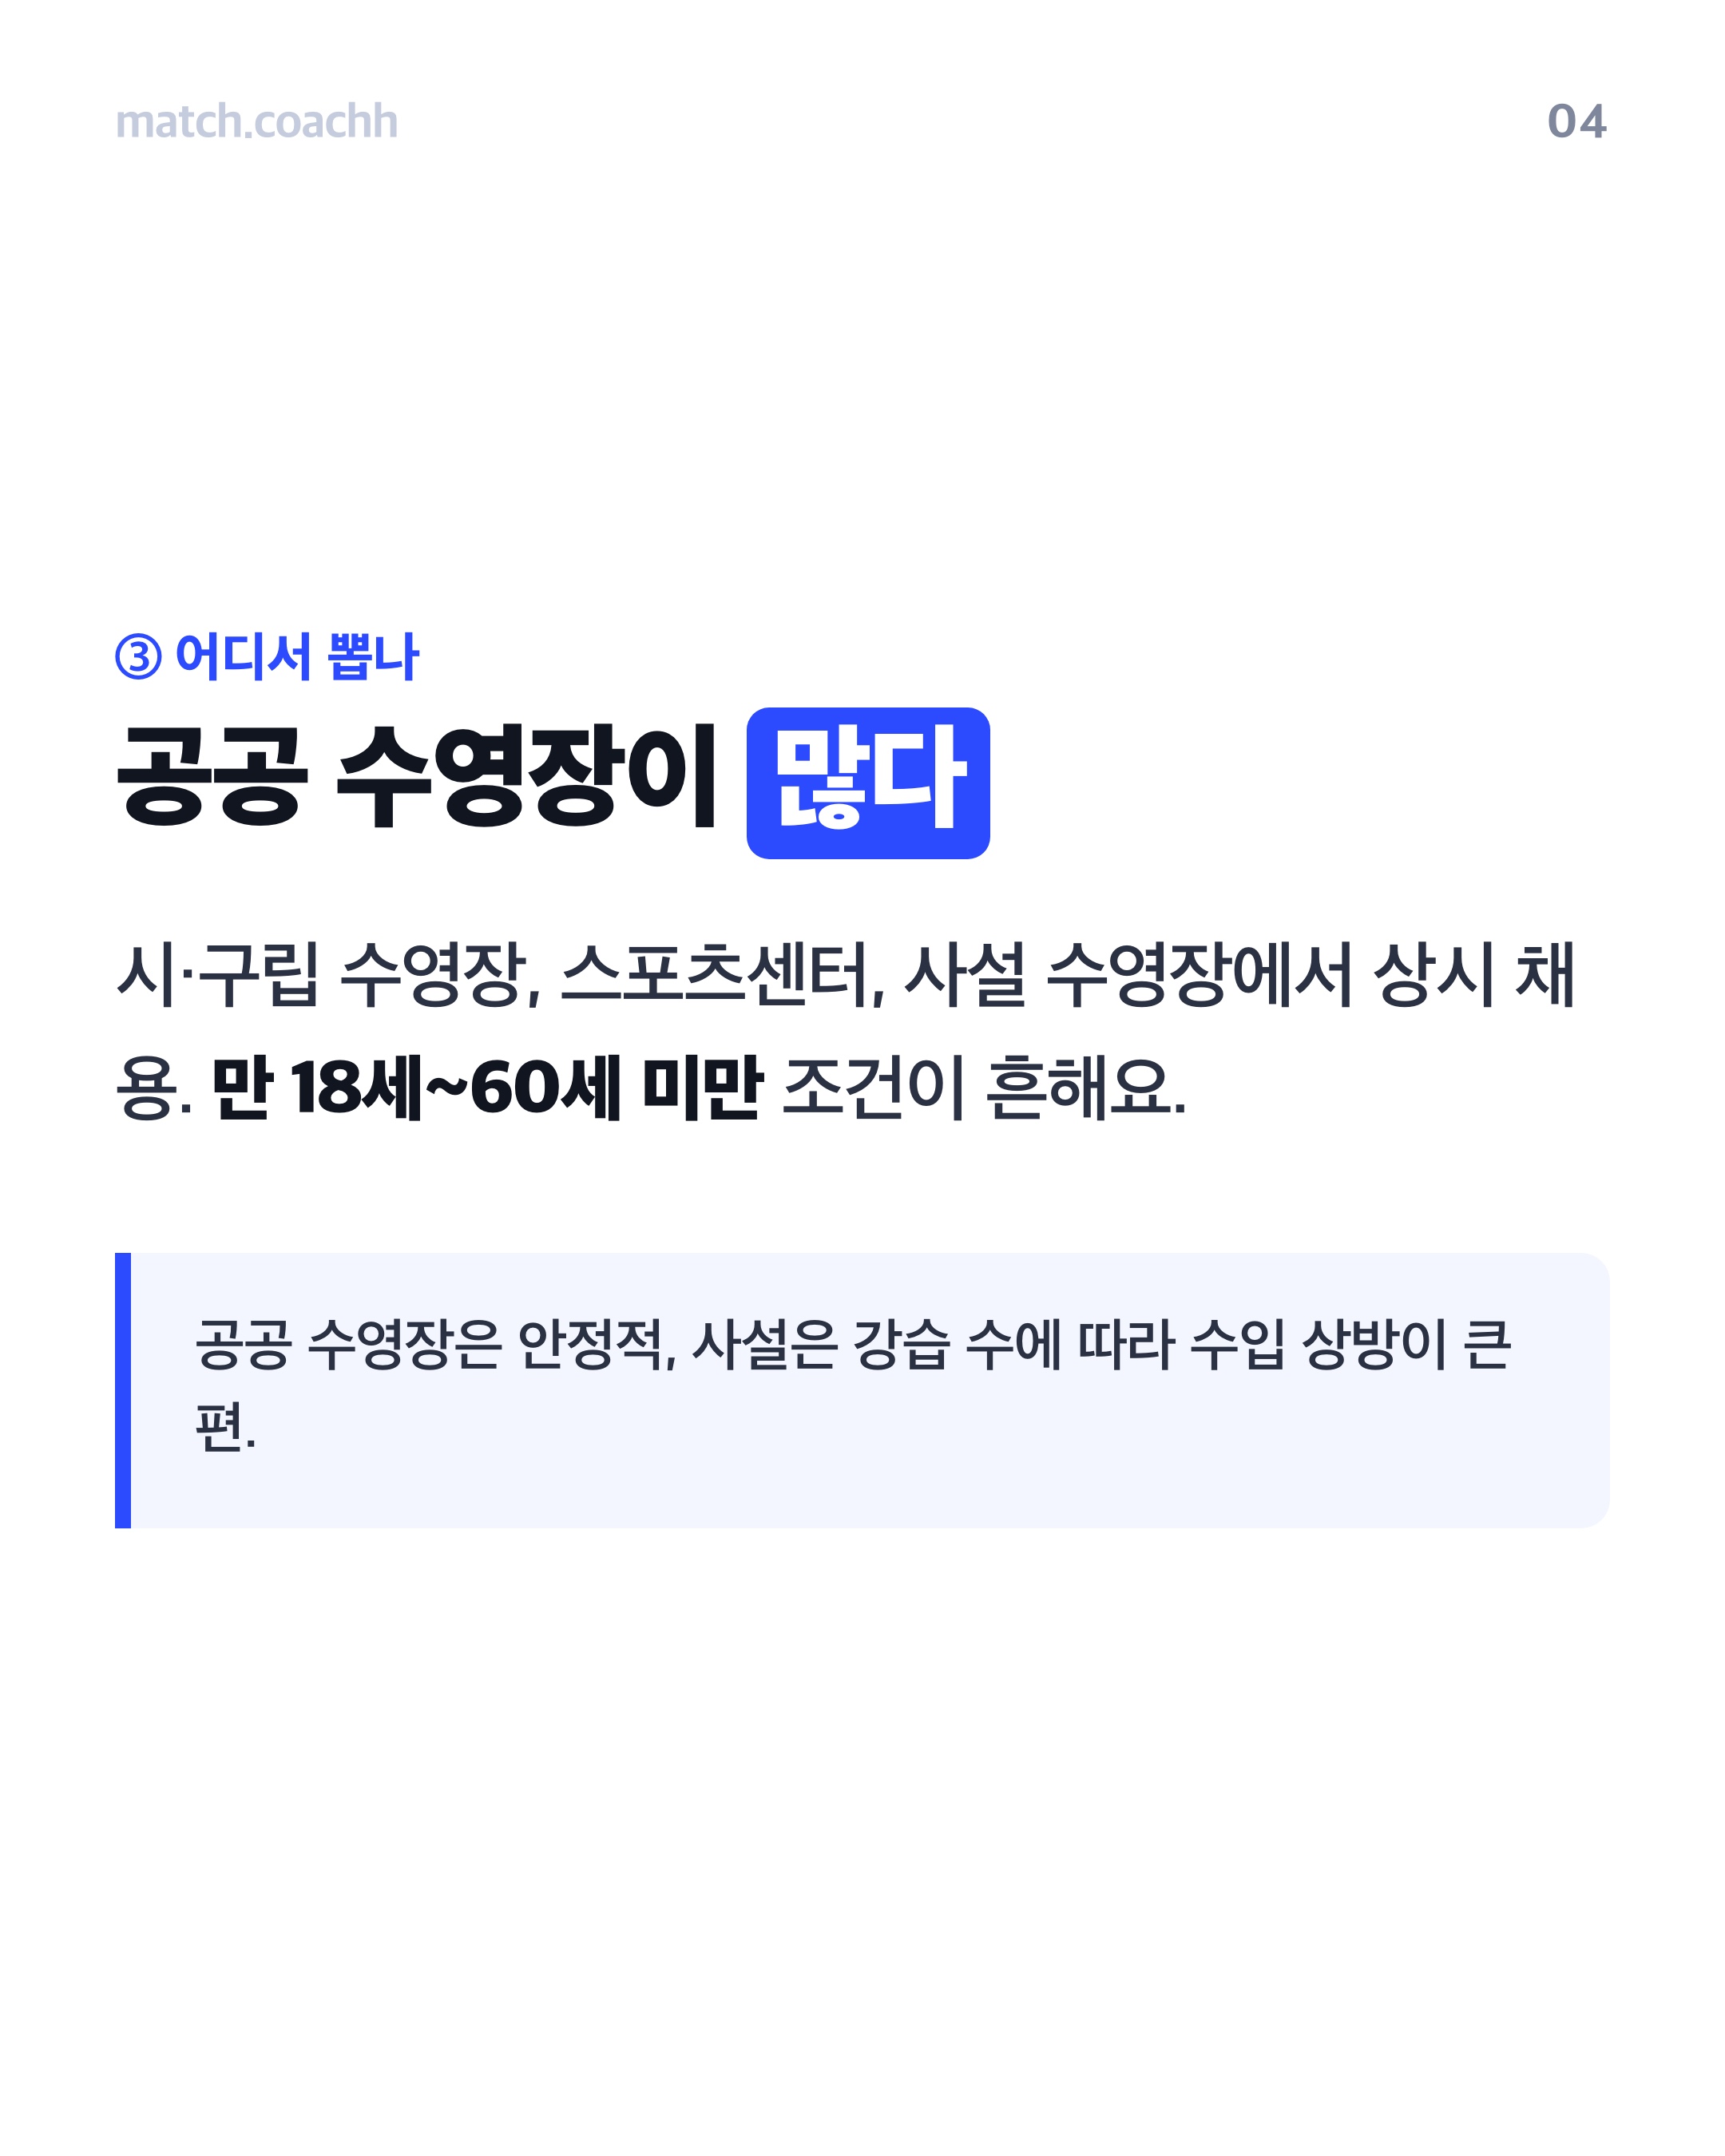 match.coachh
04
③ 어디서 뽑나
공공 수영장이 많다
시·구립 수영장, 스포츠센터, 사설 수영장에서 상시 채
용. 만 18세~60세 미만 조건이 흔해요.
공공 수영장은 안정적, 사설은 강습 수에 따라 수입 상방이 큰
편.